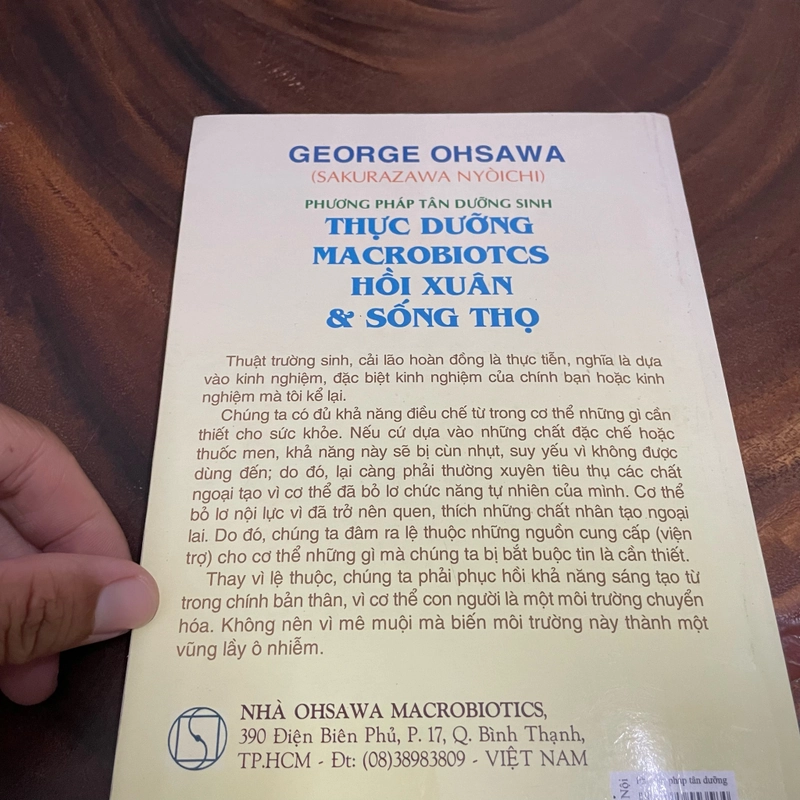 GEORGE OHSAWA
(SAKURAZAWA NYÒICHI)
PHƯƠNG PHÁP TÂN DƯỠNG SINH
THỰC DƯỠNG
MACROBIOTCS
HỒI XUÂN
& SỐNG THỌ
Thuật trường sinh, cải lão hoàn đồng là thực tiễn, nghĩa là dựa
vào kinh nghiệm, đặc biệt kinh nghiệm của chính bạn hoặc kinh
nghiệm mà tôi kể lại.
Chúng ta có đủ khả năng điều chế từ trong cơ thể những gì cần
thiết cho sức khỏe. Nếu cứ dựa vào những chất đặc chế hoặc
thuốc men, khả năng này sẽ bị cùn nhụt, suy yếu vì không được
dùng đến; do đó, lại càng phải thường xuyên tiêu thụ các chất
ngoại tạo vì cơ thể đã bỏ lơ chức năng tự nhiên của mình. Cơ thể
bỏ lơ nội lực vì đã trở nên quen, thích những chất nhân tạo ngoại
lai. Do đó, chúng ta đâm ra lệ thuộc những nguồn cung cấp (viện
trợ) cho cơ thể những gì mà chúng ta bị bắt buộc tin là cần thiết.
Thay vì lệ thuộc, chúng ta phải phục hồi khả năng sáng tạo từ
trong chính bản thân, vì cơ thể con người là một môi trường chuyển
hóa. Không nên vì mê muội mà biến môi trường này thành một
vũng lầy ô nhiễm.
NHÀ OHSAWA MACROBIOTICS,
390 Điện Biên Phủ, P. 17, Q. Bình Thạnh,
TP.HCM - Đt: (08)38983809 - VIỆT NAM
Nội
pháp tân dưỡng